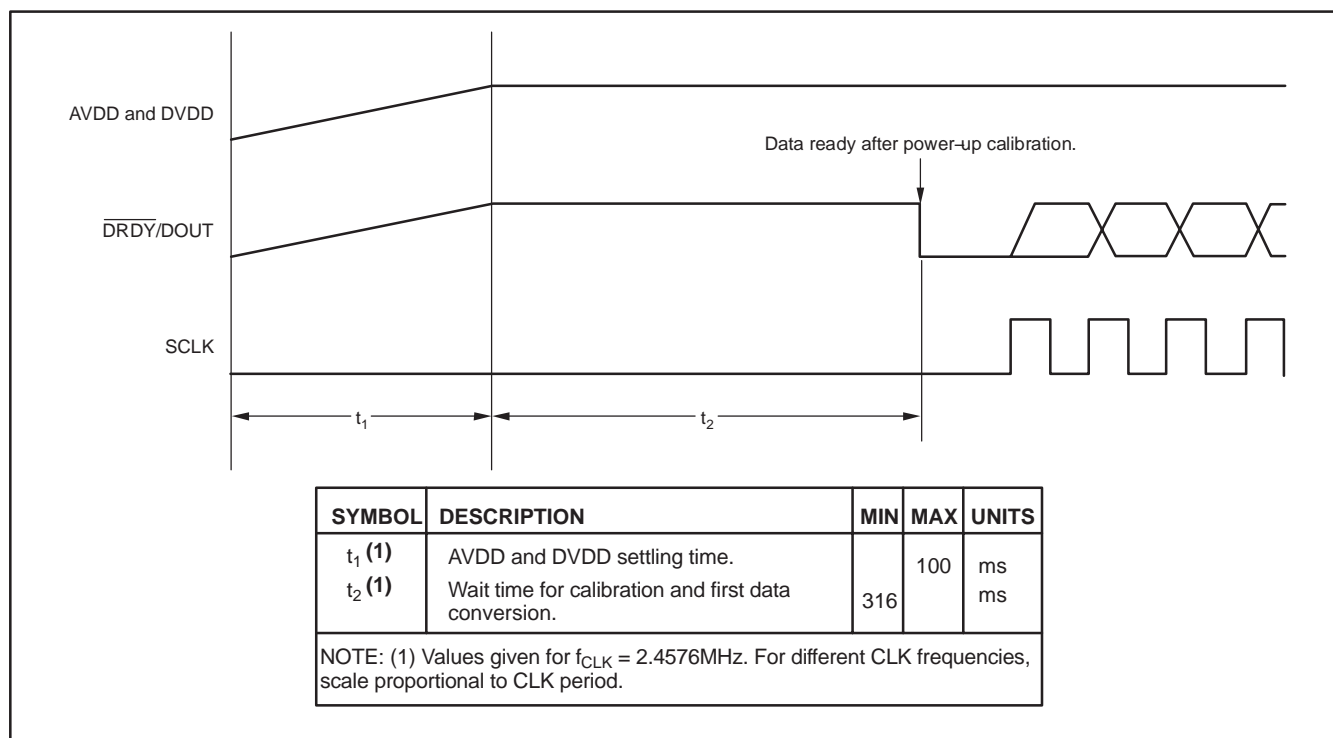 AVDD and DVDD
Data ready after power–up calibration.
DRDY/DOUT
SCLK
t1
t2
SYMBOL DESCRIPTION MIN MAX UNITS
t1 (1) AVDD and DVDD settling time. 100 ms
t2 (1) Wait time for calibration and first data conversion. 316 ms
NOTE: (1) Values given for fCLK = 2.4576MHz. For different CLK frequencies,
scale proportional to CLK period.